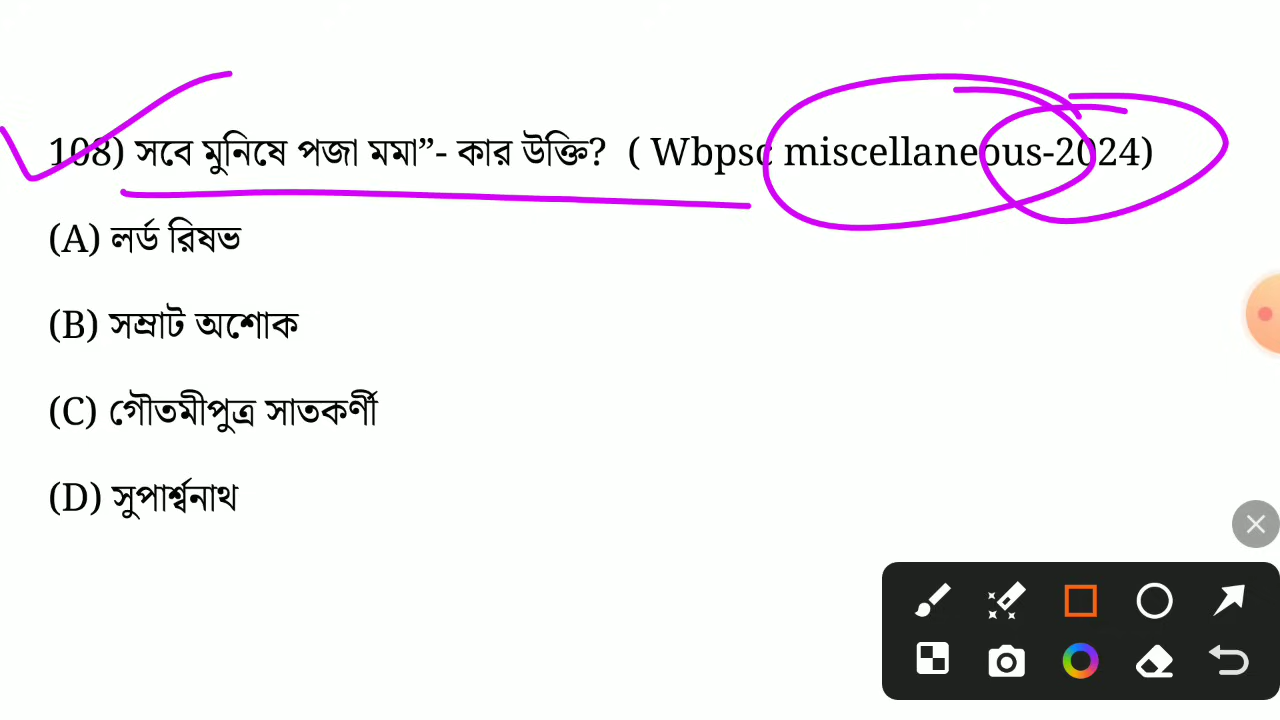 108) সবে মুনিষে পজা মমা”- কার উক্তি? ( Wbpsc miscellaneous-2024)
(A) লর্ড রিষভ
(B) সম্রাট অশোক
(C) গৌতমীপুত্র সাতকর্ণী
(D) সুপার্শ্বনাথ